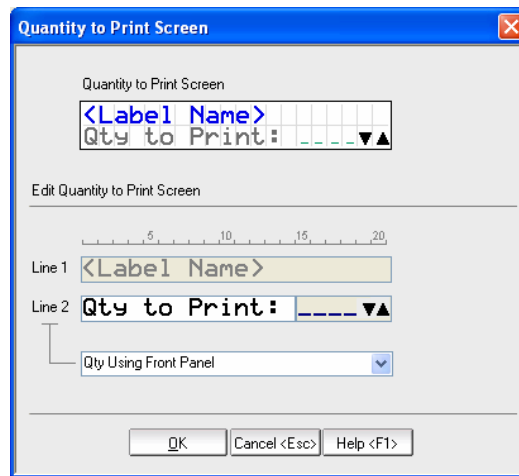 Quantity to Print Screen
Quantity to Print Screen
<Label Name>
Qty to Print: _ _ _ _ ▼▲
Edit Quantity to Print Screen
5 10 15 20
Line 1 <Label Name>
Line 2 Qty to Print: _ _ _ _ ▼▲
Qty Using Front Panel
OK Cancel <Esc> Help <F1>